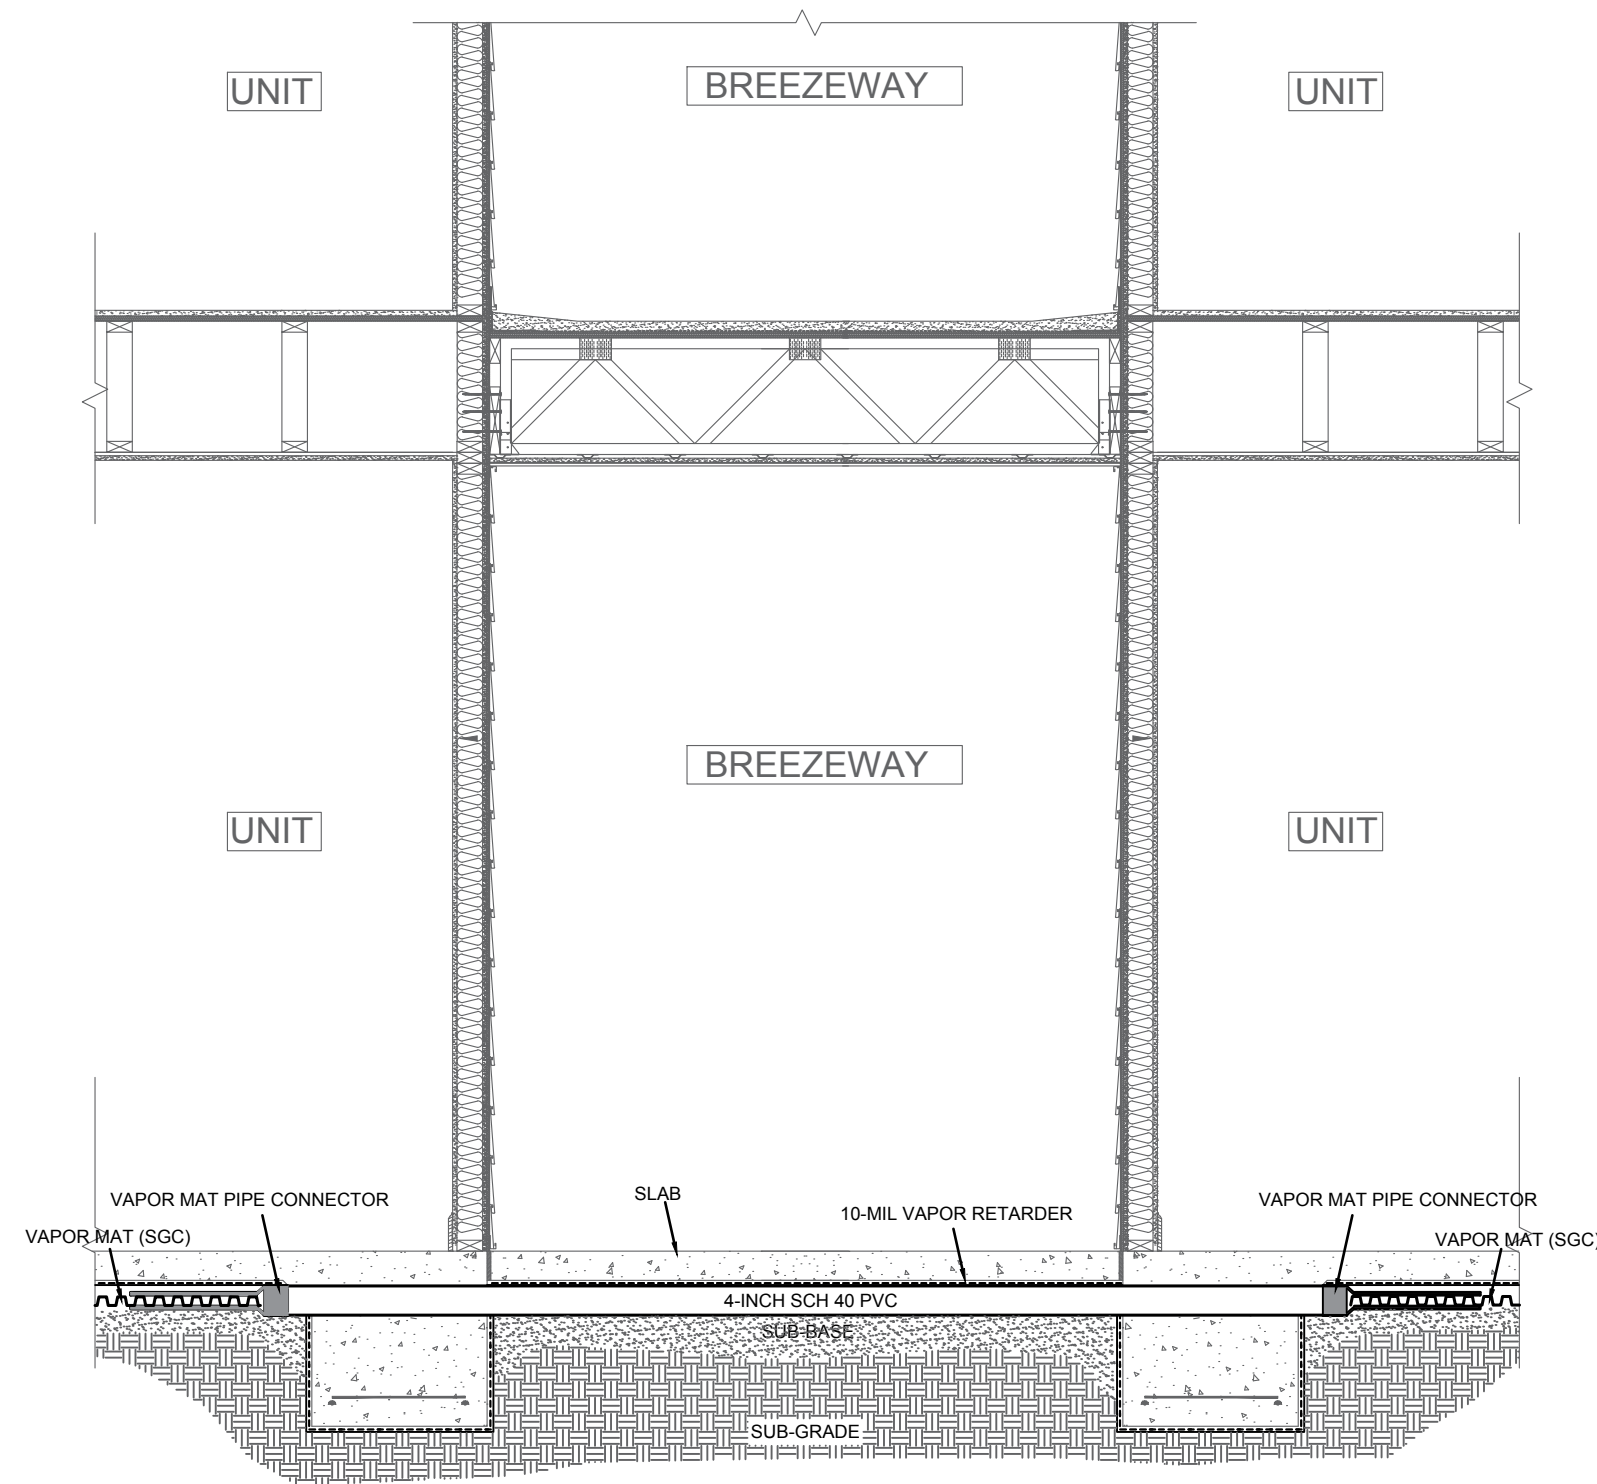 UNIT
BREEZEWAY
UNIT
BREEZEWAY
UNIT
UNIT
VAPOR MAT PIPE CONNECTOR
SLAB
10-MIL VAPOR RETARDER
VAPOR MAT PIPE CONNECTOR
VAPOR MAT (SGC)
VAPOR MAT (SGC)
4-INCH SCH 40 PVC
SUB-BASE
SUB-GRADE